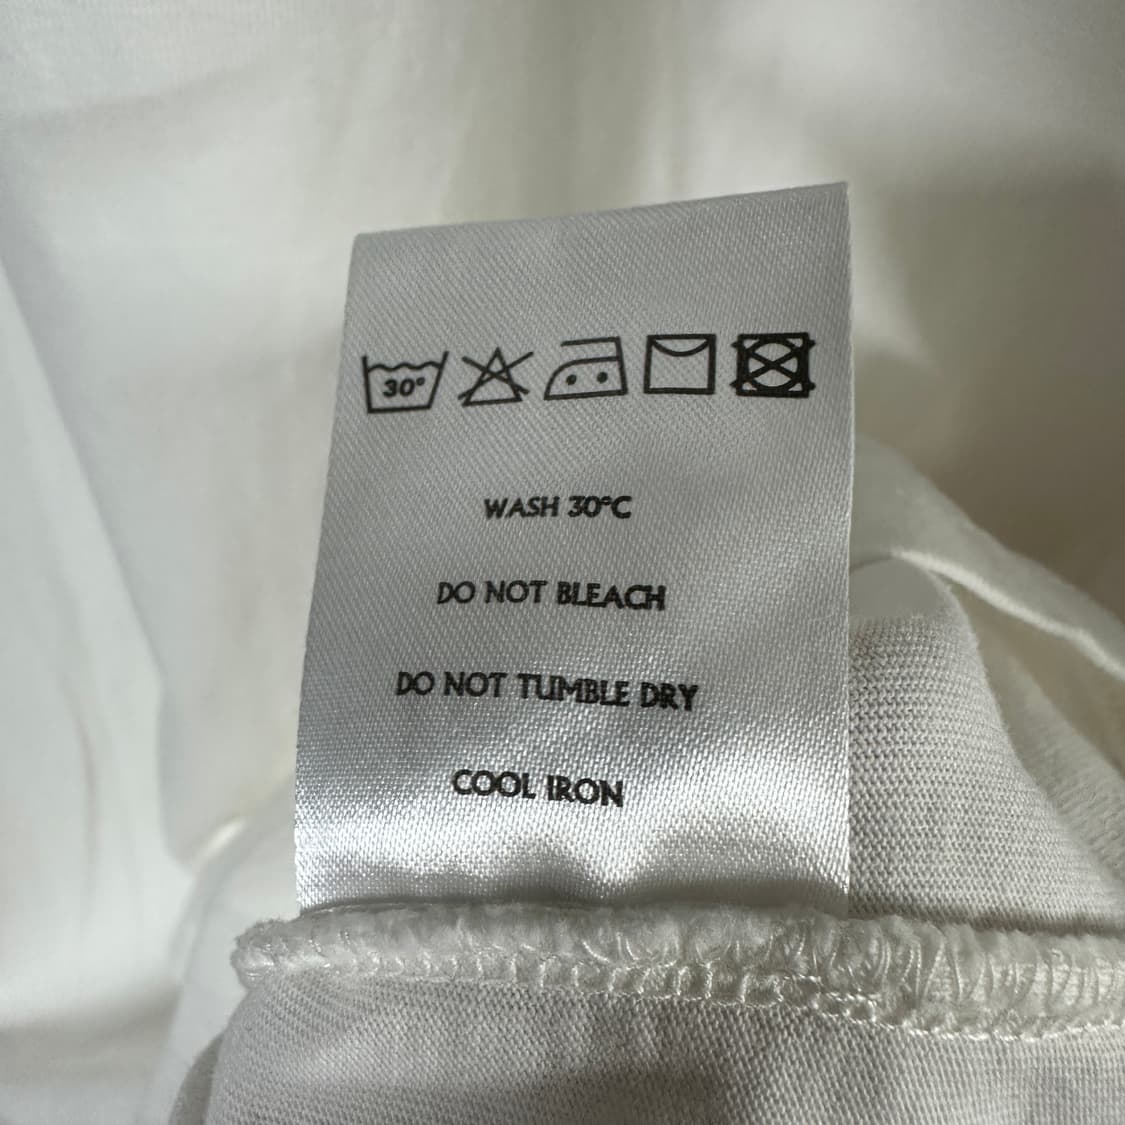 30°
WASH 30°C
DO NOT BLEACH
DO NOT TUMBLE DRY
COOL IRON